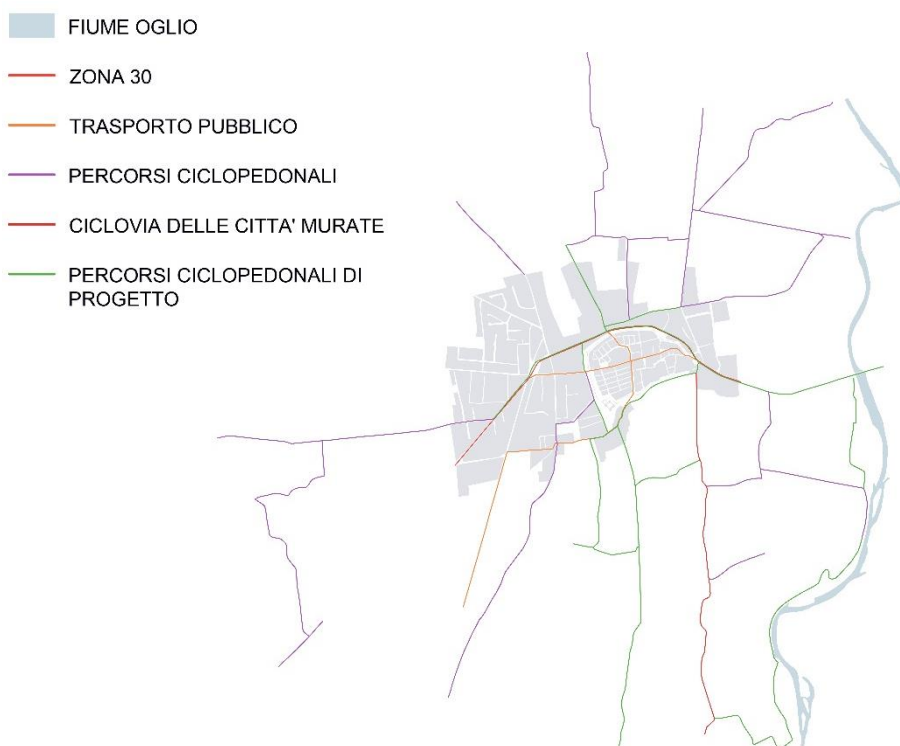 FIUME OGLIO
ZONA 30
TRASPORTO PUBBLICO
PERCORSI CICLOPEDONALI
CICLOVIA DELLE CITTA' MURATE
PERCORSI CICLOPEDONALI DI
PROGETTO